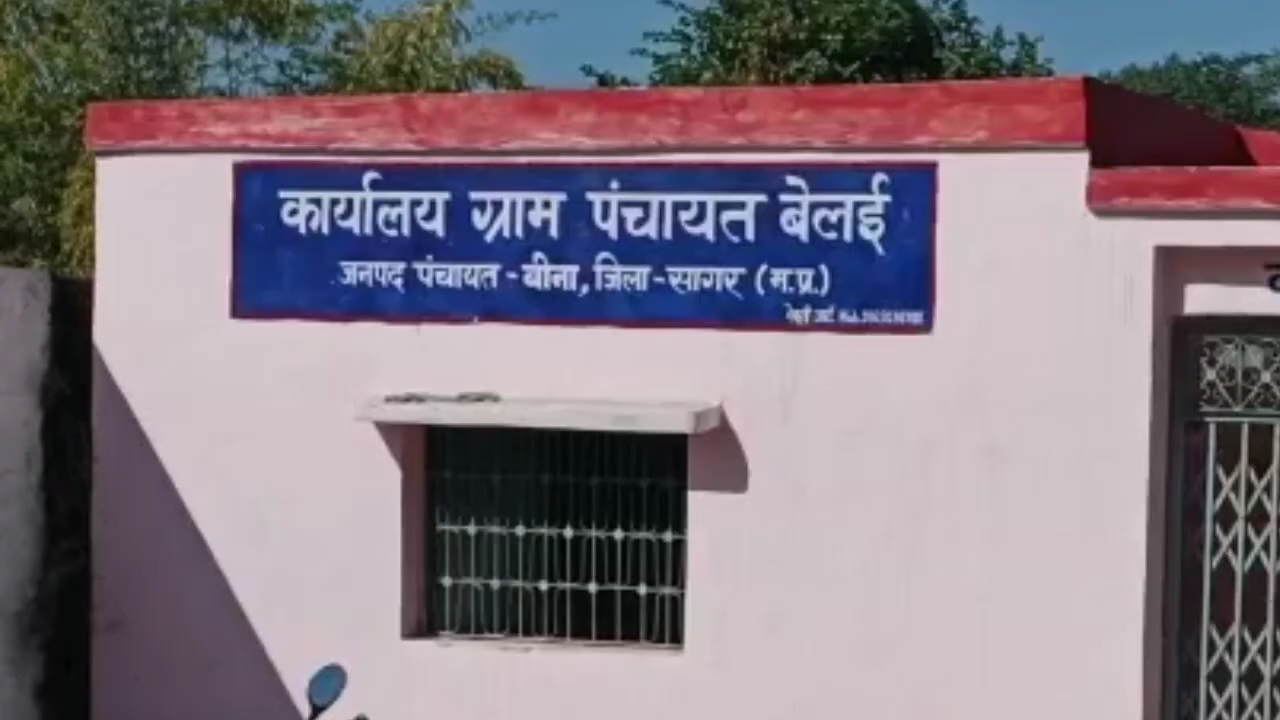 कार्यालय ग्राम पंचायत बेलई
जनपद पंचायत - बीना, जिला - सागर (म.प्र.)